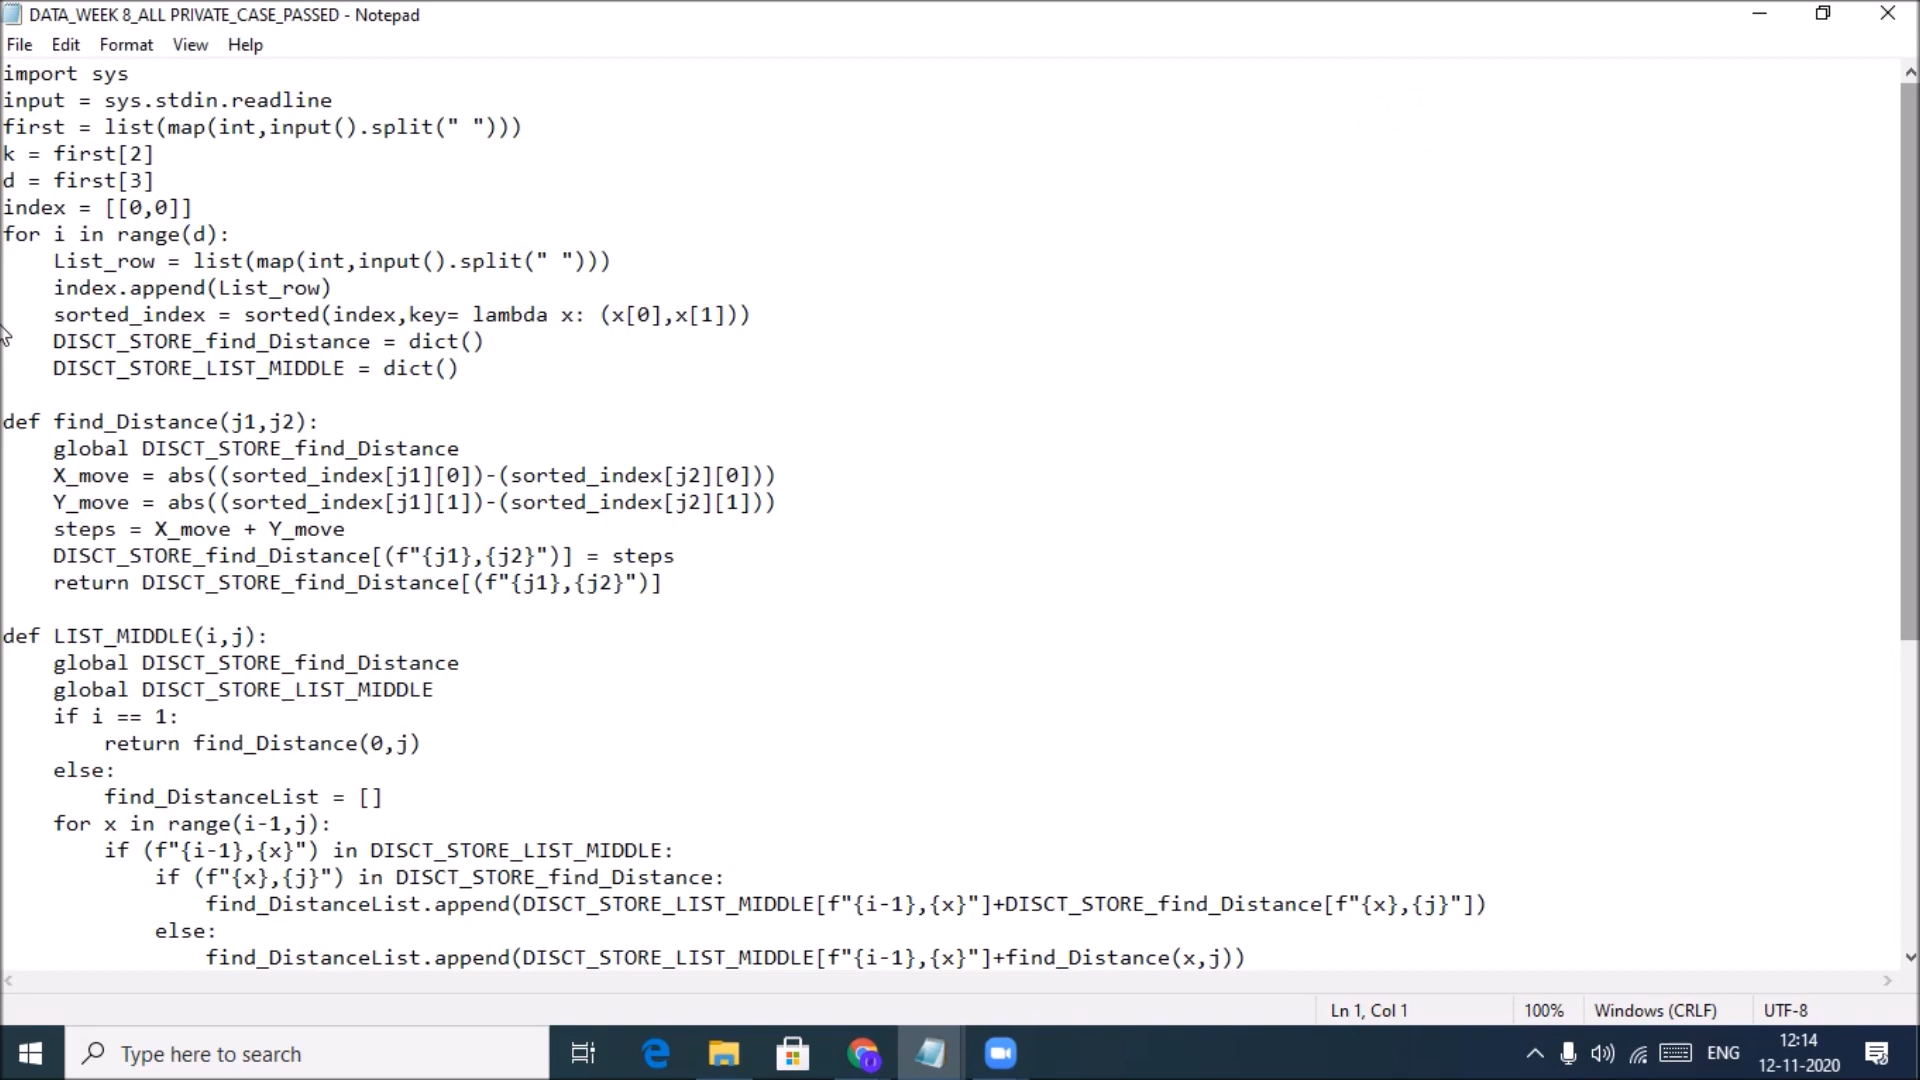 DATA_WEEK 8_ALL PRIVATE_CASE_PASSED - Notepad
File Edit Format View Help
import sys
input = sys.stdin.readline
first = list(map(int,input().split(" ")))
k = first[2]
d = first[3]
index = [[0,0]]
for i in range(d):
    List_row = list(map(int,input().split(" ")))
    index.append(List_row)
    sorted_index = sorted(index,key= lambda x: (x[0],x[1]))
    DISCT_STORE_find_Distance = dict()
    DISCT_STORE_LIST_MIDDLE = dict()
def find_Distance(j1,j2):
    global DISCT_STORE_find_Distance
    X_move = abs((sorted_index[j1][0])-(sorted_index[j2][0]))
    Y_move = abs((sorted_index[j1][1])-(sorted_index[j2][1]))
    steps = X_move + Y_move
    DISCT_STORE_find_Distance[(f"{j1},{j2}")] = steps
    return DISCT_STORE_find_Distance[(f"{j1},{j2}")]
def LIST_MIDDLE(i,j):
    global DISCT_STORE_find_Distance
    global DISCT_STORE_LIST_MIDDLE
    if i == 1:
        return find_Distance(0,j)
    else:
        find_DistanceList = []
    for x in range(i-1,j):
        if (f"{i-1},{x}") in DISCT_STORE_LIST_MIDDLE:
            if (f"{x},{j}") in DISCT_STORE_find_Distance:
                find_DistanceList.append(DISCT_STORE_LIST_MIDDLE[f"{i-1},{x}"]+DISCT_STORE_find_Distance[f"{x},{j}"])
            else:
                find_DistanceList.append(DISCT_STORE_LIST_MIDDLE[f"{i-1},{x}"]+find_Distance(x,j))
Ln 1, Col 1 100% Windows (CRLF) UTF-8
Type here to search
ENG
12:14
12-11-2020